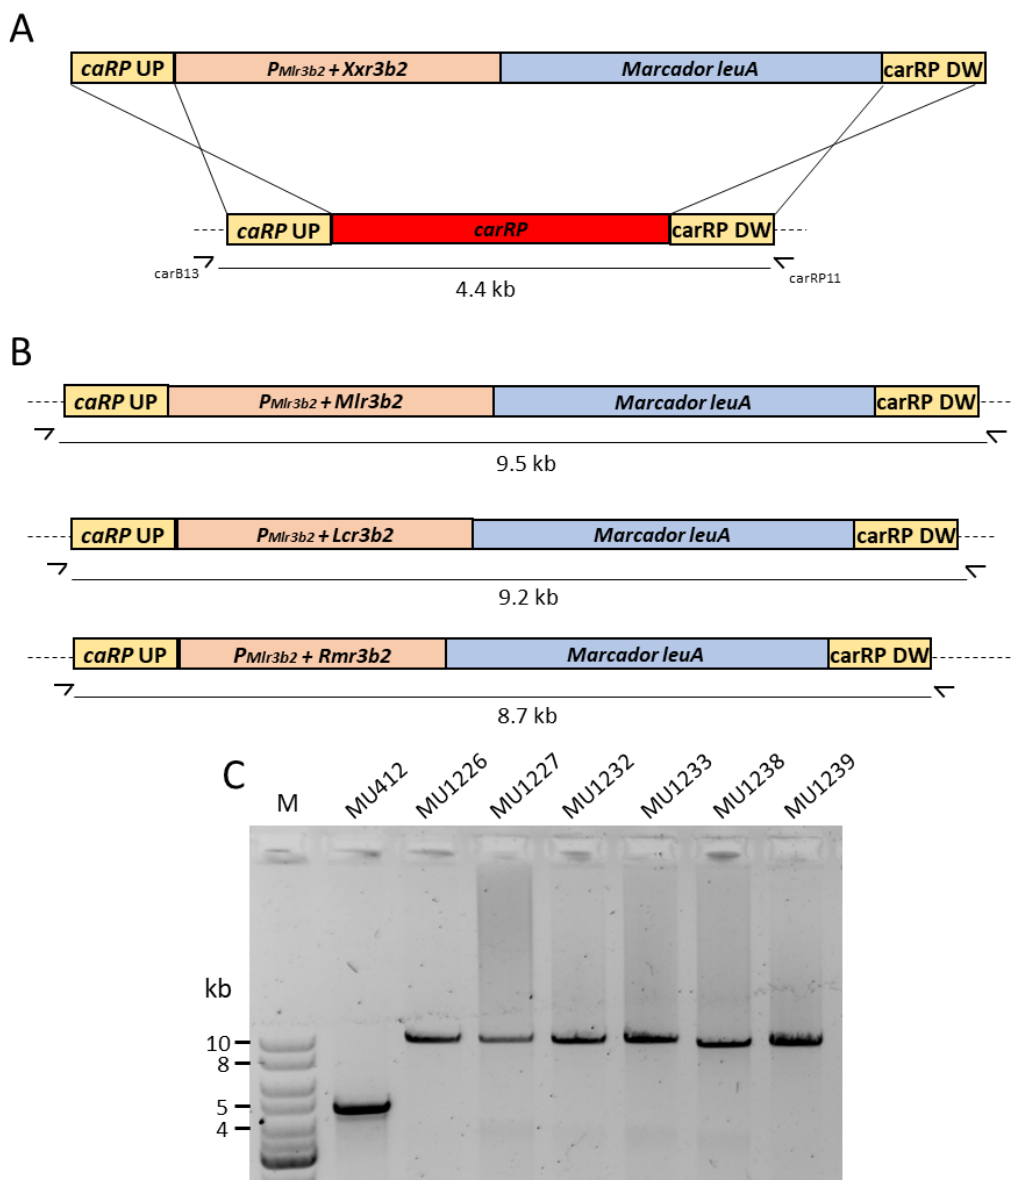 A
caRP UP PMlr3b2 + Xxr3b2 Marcador leuA carRP DW
caRP UP carRP carRP DW
carB13 carRP11
4.4 kb
B
caRP UP PMlr3b2 + Mlr3b2 Marcador leuA carRP DW
9.5 kb
caRP UP PMlr3b2 + Lcr3b2 Marcador leuA carRP DW
9.2 kb
caRP UP PMlr3b2 + Rmr3b2 Marcador leuA carRP DW
8.7 kb
C
M MU412 MU1226 MU1227 MU1232 MU1233 MU1238 MU1239
kb
10
8
5
4